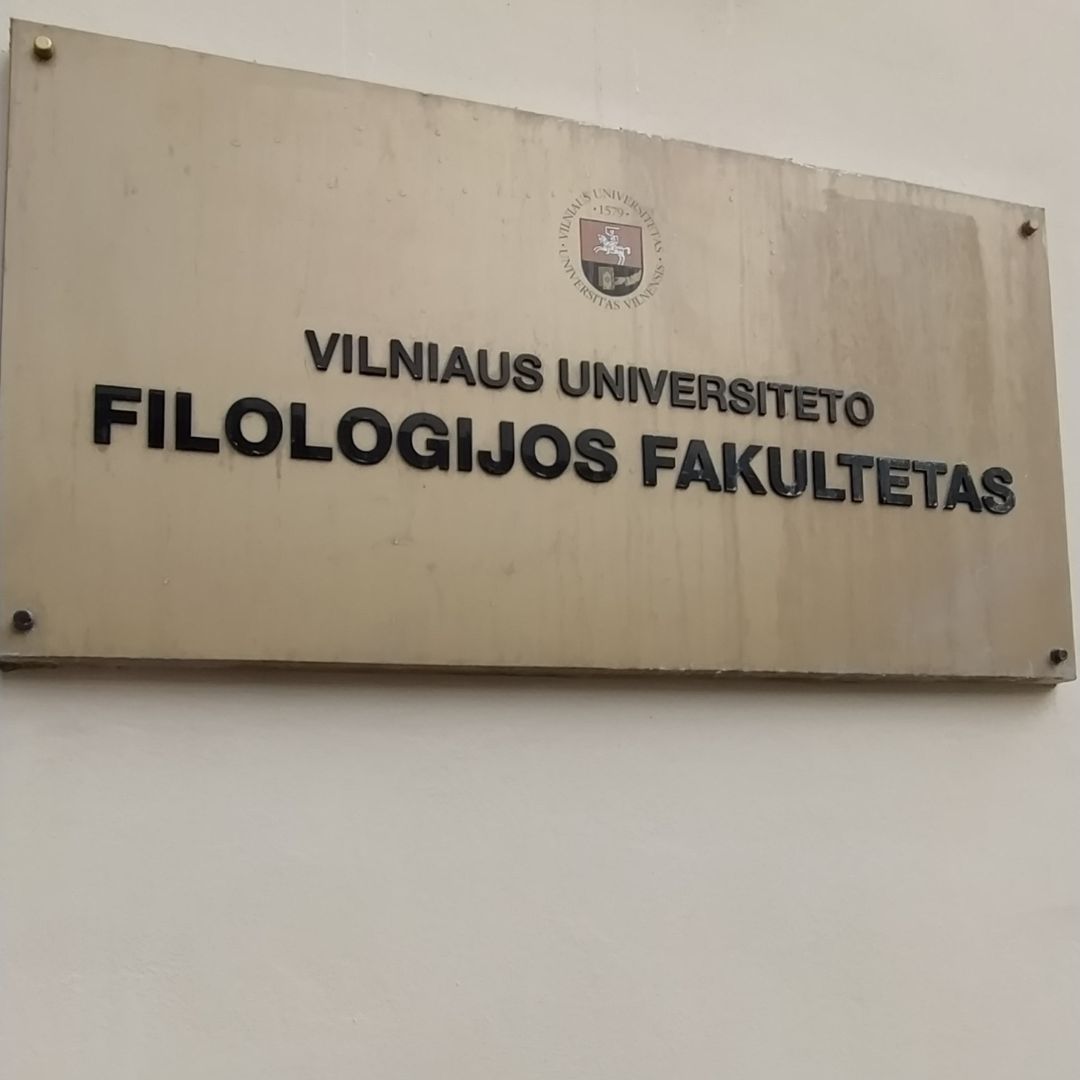 VILNIAUS UNIVERSITETAS
·1579·
UNIVERSITAS VILNENSIS
VILNIAUS UNIVERSITETO
FILOLOGIJOS FAKULTETAS